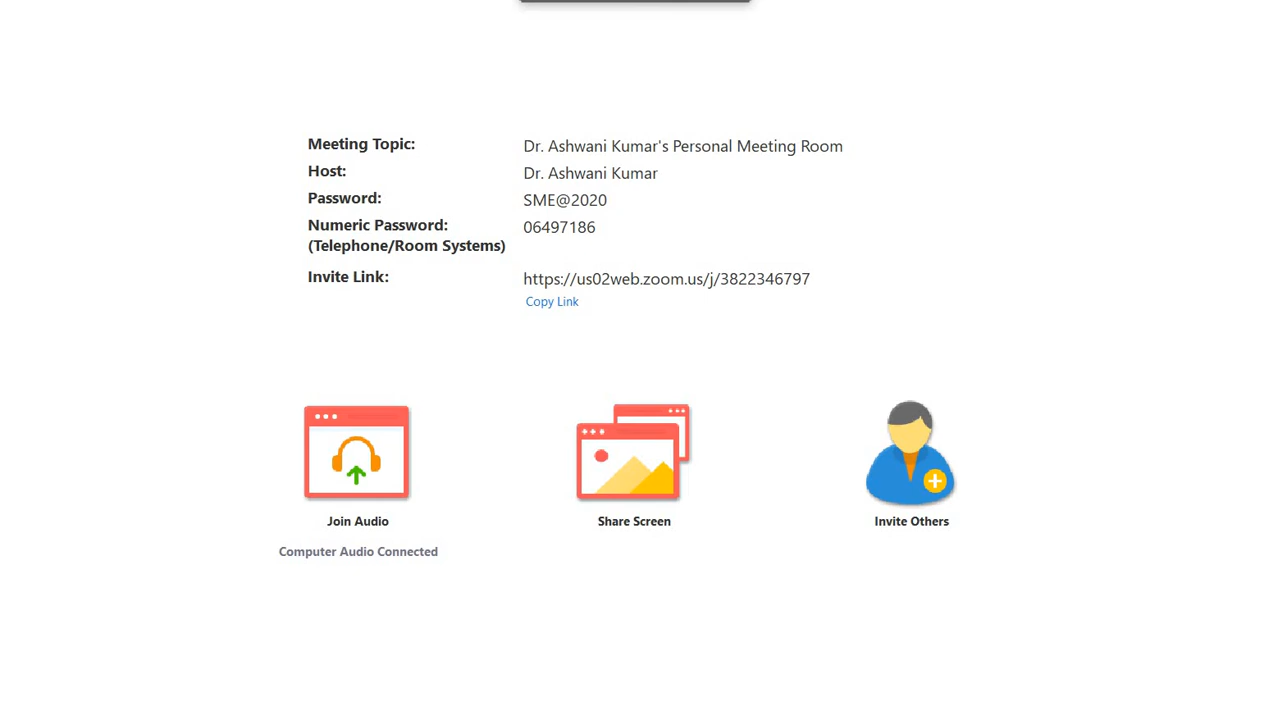 Meeting Topic: Dr. Ashwani Kumar's Personal Meeting Room
Host: Dr. Ashwani Kumar
Password: SME@2020
Numeric Password: 06497186
(Telephone/Room Systems)
Invite Link: https://us02web.zoom.us/j/3822346797
Copy Link
Join Audio Share Screen Invite Others
Computer Audio Connected